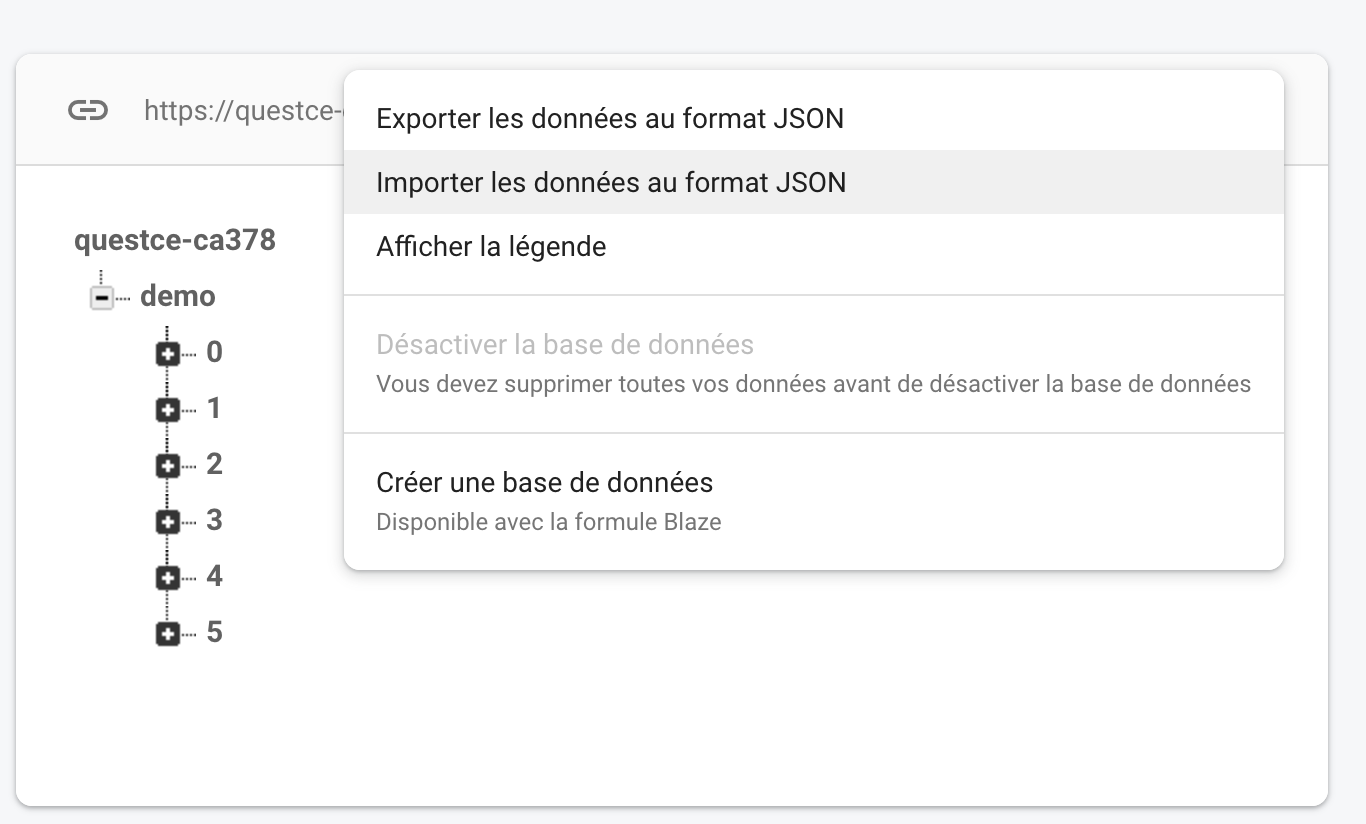 https://questce-
Exporter les données au format JSON
Importer les données au format JSON
Afficher la légende
Désactiver la base de données
Vous devez supprimer toutes vos données avant de désactiver la base de données
Créer une base de données
Disponible avec la formule Blaze
questce-ca378
demo
0
1
2
3
4
5